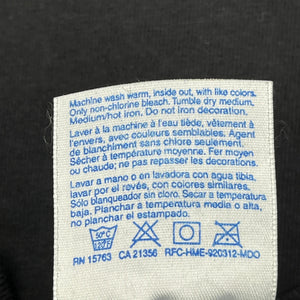 Machine wash warm, inside out, with like colors.
Only non-chlorine bleach. Tumble dry medium.
Medium/hot iron. Do not iron decoration.
Laver à la machine à l'eau tiède, vêtement à
l'envers, avec couleurs semblables. Agent
de blanchiment sans chlore seulement.
Sécher à température moyenne. Fer moyen
ou chaude; ne pas repasser les decorations.
Lavar a mano o en lavadora con agua tibia,
lavar por el revés, con colores similares.
Sólo blanqueador sin cloro. Secar a temperatura
baja. Planchar a temperatura media o alta,
no planchar el estampado.
50°C
120°F
RN 15763 CA 21356 RFC-HME-920312-MDO